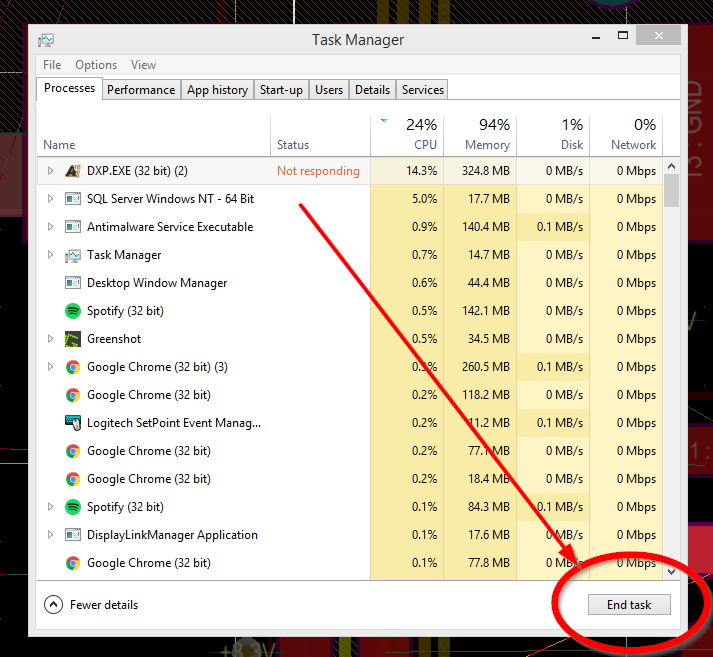 Task Manager
File Options View
Processes Performance App history Start-up Users Details Services
24% 94% 1% 0%
Name Status CPU Memory Disk Network
DXP.EXE (32 bit) (2) Not responding 14.3% 324.8 MB 0 MB/s 0 Mbps
SQL Server Windows NT - 64 Bit 5.0% 17.7 MB 0 MB/s 0 Mbps
Antimalware Service Executable 0.9% 140.4 MB 0.1 MB/s 0 Mbps
Task Manager 0.7% 14.7 MB 0 MB/s 0 Mbps
Desktop Window Manager 0.6% 44.4 MB 0 MB/s 0 Mbps
Spotify (32 bit) 0.5% 142.1 MB 0 MB/s 0 Mbps
Greenshot 0.5% 34.5 MB 0 MB/s 0 Mbps
Google Chrome (32 bit) (3) 260.5 MB 0.1 MB/s 0 Mbps
Google Chrome (32 bit) 0.2% 118.2 MB 0 MB/s 0 Mbps
Logitech SetPoint Event Manag... 0.2% 11.2 MB 0.1 MB/s 0 Mbps
Google Chrome (32 bit) 0.2% 77.1 MB 0 MB/s 0 Mbps
Google Chrome (32 bit) 0.2% 18.4 MB 0 MB/s 0 Mbps
Spotify (32 bit) 0.1% 84.3 MB 0.1 MB/s 0 Mbps
DisplayLinkManager Application 0.1% 17.6 MB 0 MB/s 0 Mbps
Google Chrome (32 bit) 0.1% 77.8 MB 0 MB/s 0 Mbps
Fewer details End task
13 : GND
+3.3V